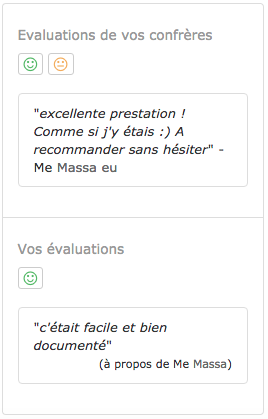 Evaluations de vos confrères
"excellente prestation !
Comme si j'y étais :) A
recommander sans hésiter" -
Me Massa eu
Vos évaluations
"c'était facile et bien
documenté"
(à propos de Me Massa)